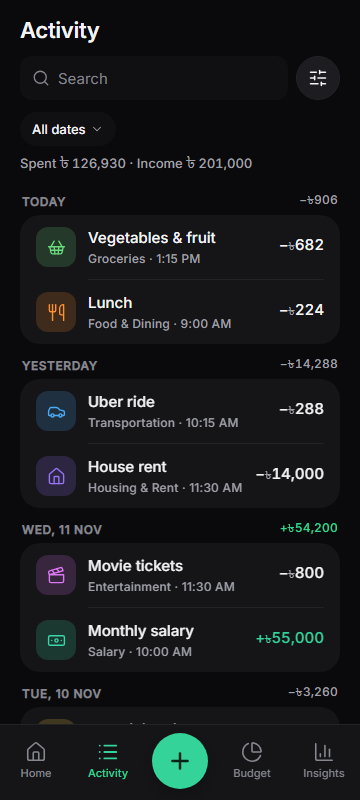 Activity
Search
All dates
Spent ৳ 126,930 · Income ৳ 201,000
TODAY −৳906
Vegetables & fruit −৳682
Groceries · 1:15 PM
Lunch −৳224
Food & Dining · 9:00 AM
YESTERDAY −৳14,288
Uber ride −৳288
Transportation · 10:15 AM
House rent −৳14,000
Housing & Rent · 11:30 AM
WED, 11 NOV +৳54,200
Movie tickets −৳800
Entertainment · 11:30 AM
Monthly salary +৳55,000
Salary · 10:00 AM
TUE, 10 NOV −৳3,260
Home Activity Budget Insights